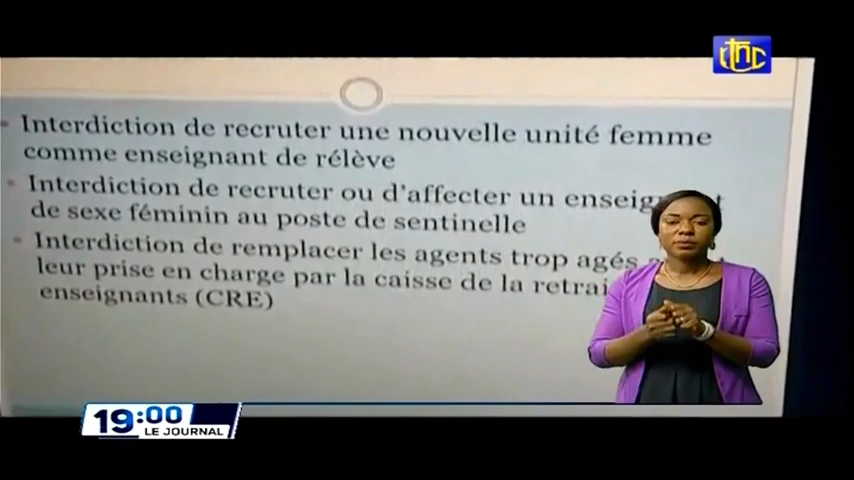 rtnc
Interdiction de recruter une nouvelle unité femme
comme enseignant de rélève
Interdiction de recruter ou d'affecter un
de sexe féminin au poste de sentinelle
Interdiction de remplacer les agents trop agés
leur prise en charge par la caisse de la
enseignants (CRE)
19:00
LE JOURNAL